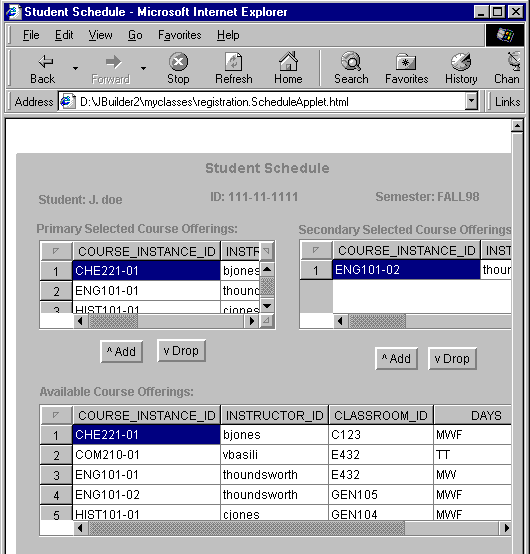 Student Schedule - Microsoft Internet Explorer
File Edit View Go Favorites Help
Back Forward Stop Refresh Home Search Favorites History Chan
Address D:\JBuilder2\myclasses\registration.ScheduleApplet.html Links
Student Schedule
Student: J. doe ID: 111-11-1111 Semester: FALL98
Primary Selected Course Offerings: Secondary Selected Course Offerings
COURSE_INSTANCE_ID INSTR COURSE_INSTANCE_ID INST
1 CHE221-01 bjones 1 ENG101-02 thour
2 ENG101-01 thound
3 HIST101-01 cjones
^ Add v Drop ^ Add v Drop
Available Course Offerings:
COURSE_INSTANCE_ID INSTRUCTOR_ID CLASSROOM_ID DAYS
1 CHE221-01 bjones C123 MWF
2 COM210-01 vbasili E432 TT
3 ENG101-01 thoundsworth E432 MW
4 ENG101-02 thoundsworth GEN105 MWF
5 HIST101-01 cjones GEN104 MWF